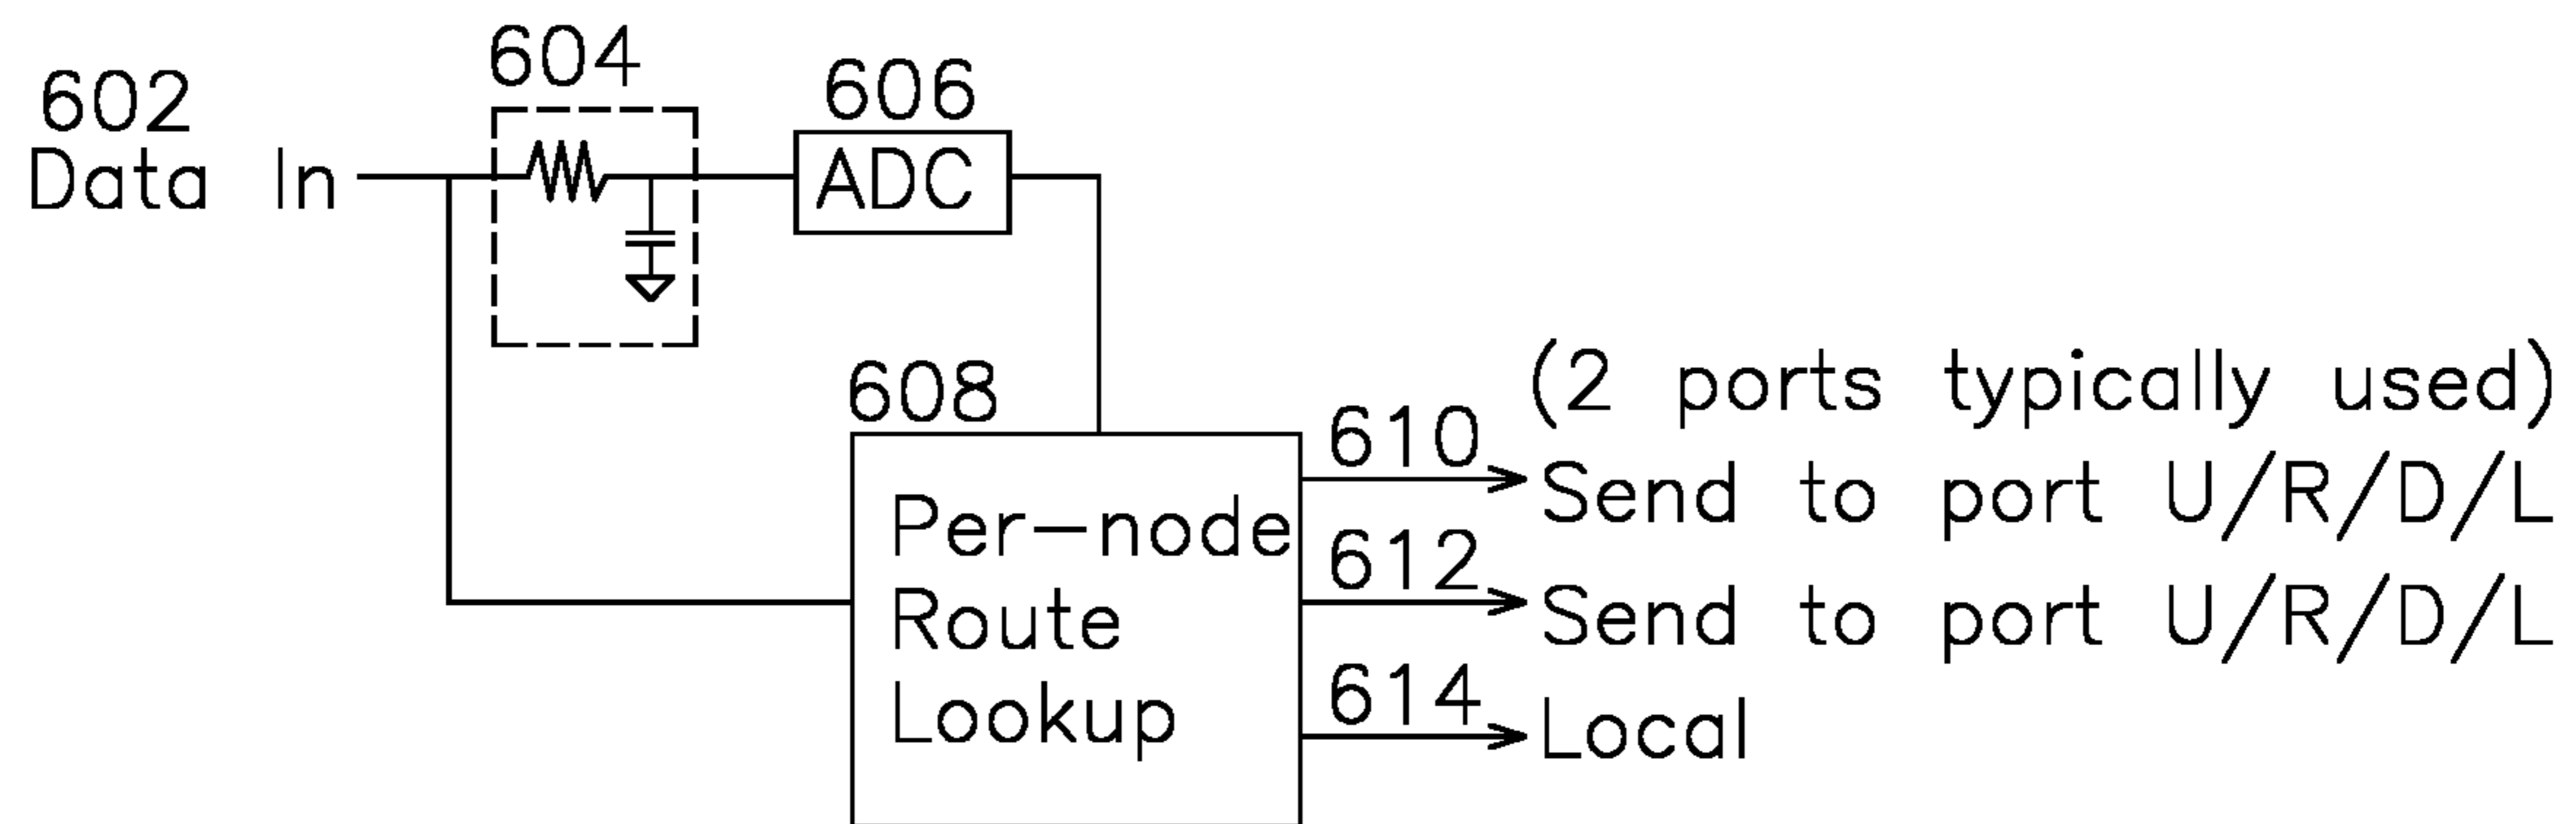 604
602
606
Data In
ADC
(2 ports typically used)
608
610
Send to port U/R/D/L
Per-node
612
Send to port U/R/D/L
Route
614
Lookup
Local